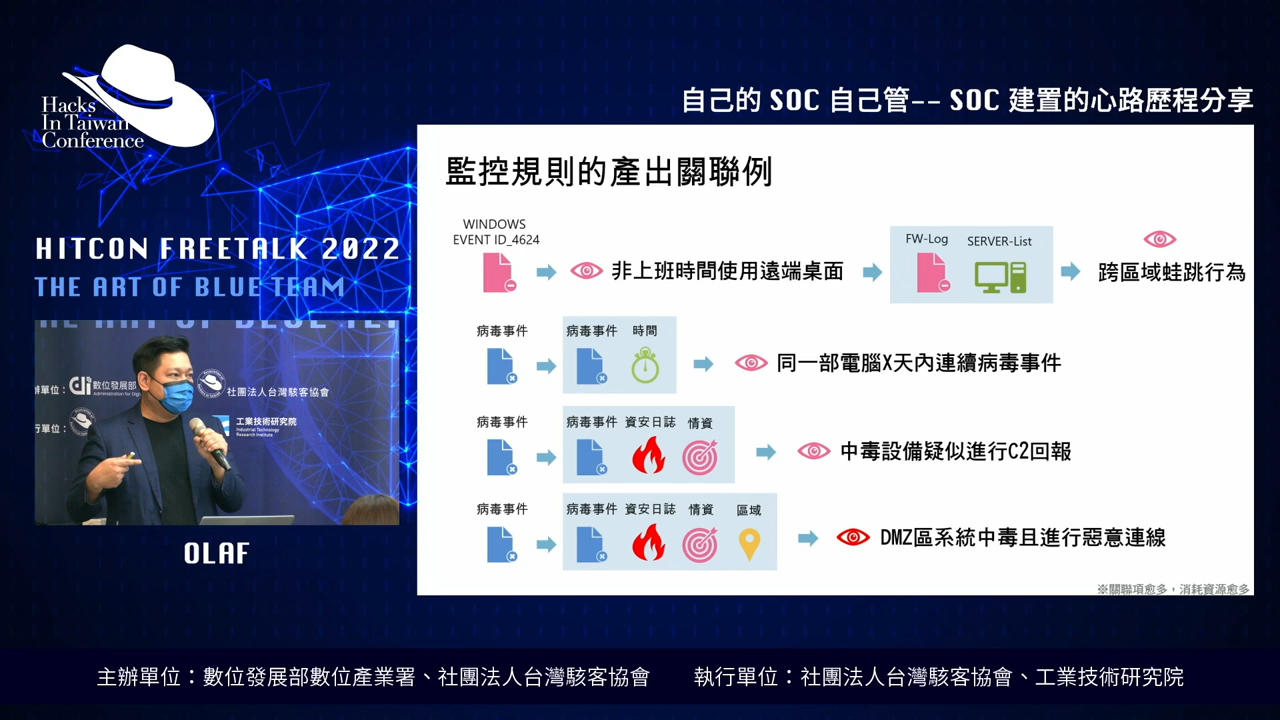 Hacks
In Taiwan
Conference
自己的 SOC 自己管-- SOC 建置的心路歷程分享
HITCON FREETALK 2022
THE ART OF BLUE TEAM
數位發展部
社團法人台灣駭客協會
行單位：
工業技術研究院
Industrial Technology
Research Institute
OLAF
監控規則的產出關聯例
WINDOWS
EVENT ID_4624
非上班時間使用遠端桌面
FW-Log
SERVER-List
跨區域蛙跳行為
病毒事件
病毒事件 時間
同一部電腦X天內連續病毒事件
病毒事件
病毒事件 資安日誌 情資
中毒設備疑似進行C2回報
病毒事件
病毒事件 資安日誌 情資 區域
DMZ區系統中毒且進行惡意連線
※關聯項愈多，消耗資源愈多
主辦單位：數位發展部數位產業署、社團法人台灣駭客協會
執行單位：社團法人台灣駭客協會、工業技術研究院